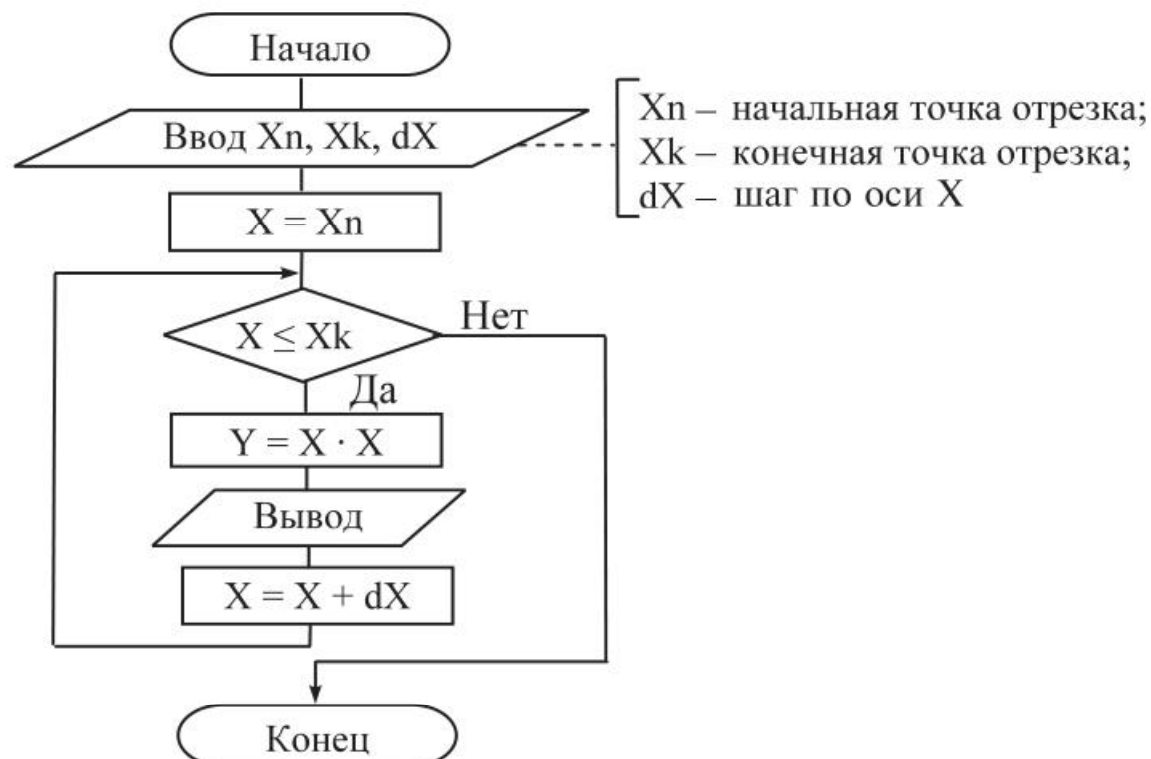 Начало
Ввод Xn, Xk, dX
Xn – начальная точка отрезка;
Xk – конечная точка отрезка;
dX – шаг по оси X
X = Xn
X ≤ Xk
Нет
Да
Y = X · X
Вывод
X = X + dX
Конец